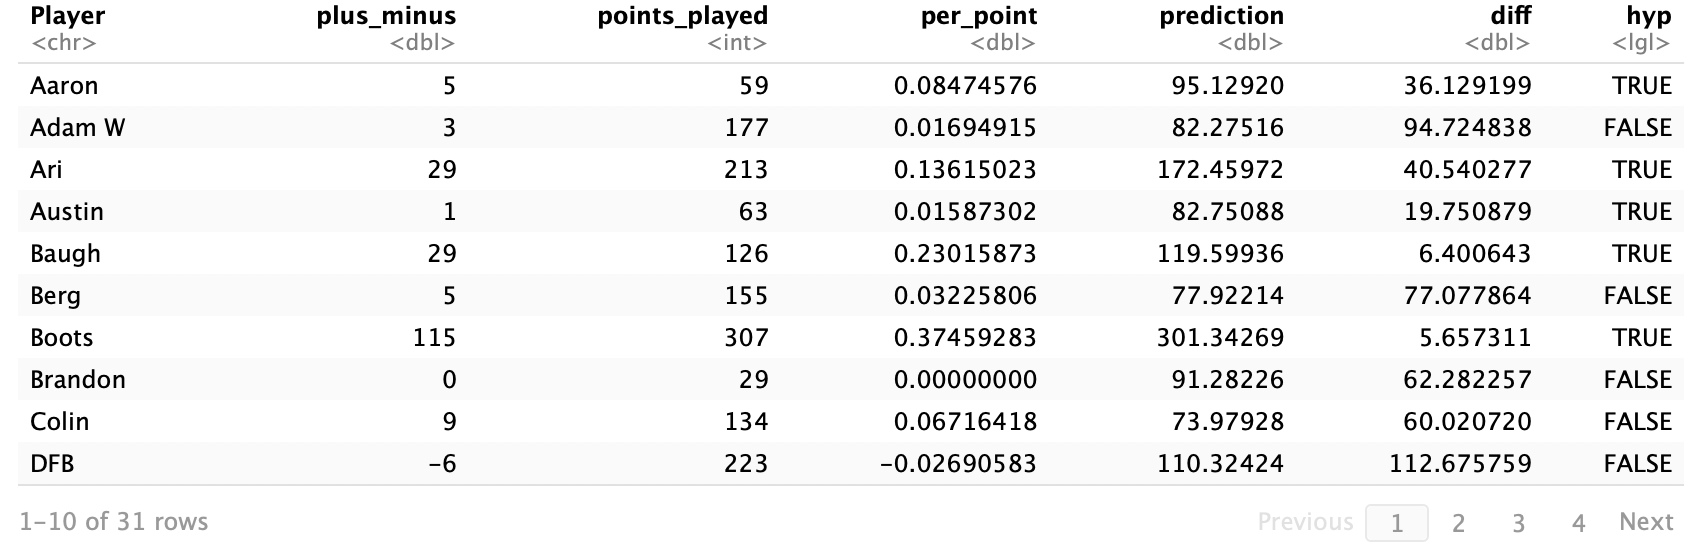 Player plus_minus points_played per_point prediction diff hyp
<chr> <dbl> <int> <dbl> <dbl> <dbl> <lgl>
Aaron 5 59 0.08474576 95.12920 36.129199 TRUE
Adam W 3 177 0.01694915 82.27516 94.724838 FALSE
Ari 29 213 0.13615023 172.45972 40.540277 TRUE
Austin 1 63 0.01587302 82.75088 19.750879 TRUE
Baugh 29 126 0.23015873 119.59936 6.400643 TRUE
Berg 5 155 0.03225806 77.92214 77.077864 FALSE
Boots 115 307 0.37459283 301.34269 5.657311 TRUE
Brandon 0 29 0.00000000 91.28226 62.282257 FALSE
Colin 9 134 0.06716418 73.97928 60.020720 FALSE
DFB -6 223 -0.02690583 110.32424 112.675759 FALSE
1-10 of 31 rows Previous 1 2 3 4 Next